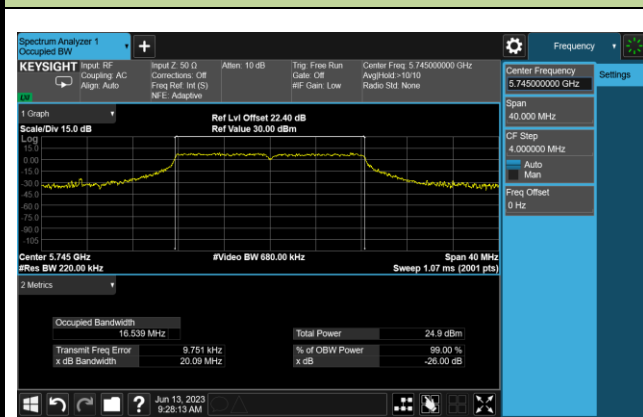 Spectrum Analyzer 1
Occupied BW
Frequency
KEYSIGHT
LXI
Input: RF
Coupling: AC
Align: Auto
Input Z: 50 Ω
Corrections: Off
Freq Ref: Int (S)
NFE: Adaptive
Atten: 10 dB
Trig: Free Run
Gate: Off
#IF Gain: Low
Center Freq: 5.745000000 GHz
Avg|Hold:>10/10
Radio Std: None
1 Graph
Scale/Div 15.0 dB
Ref Lvl Offset 22.40 dB
Ref Value 30.00 dBm
Log
15.0
0.00
-15.0
-30.0
-45.0
-60.0
-75.0
-90.0
-105
Center 5.745 GHz
#Video BW 680.00 kHz
Span 40 MHz
#Res BW 220.00 kHz
Sweep 1.07 ms (2001 pts)
2 Metrics
Occupied Bandwidth
16.539 MHz
Total Power 24.9 dBm
Transmit Freq Error 9.751 kHz
% of OBW Power 99.00 %
x dB Bandwidth 20.09 MHz
x dB -26.00 dB
Jun 13, 2023
9:28:13 AM
Center Frequency
5.745000000 GHz
Settings
Span
40.000 MHz
CF Step
4.000000 MHz
Auto
Man
Freq Offset
0 Hz